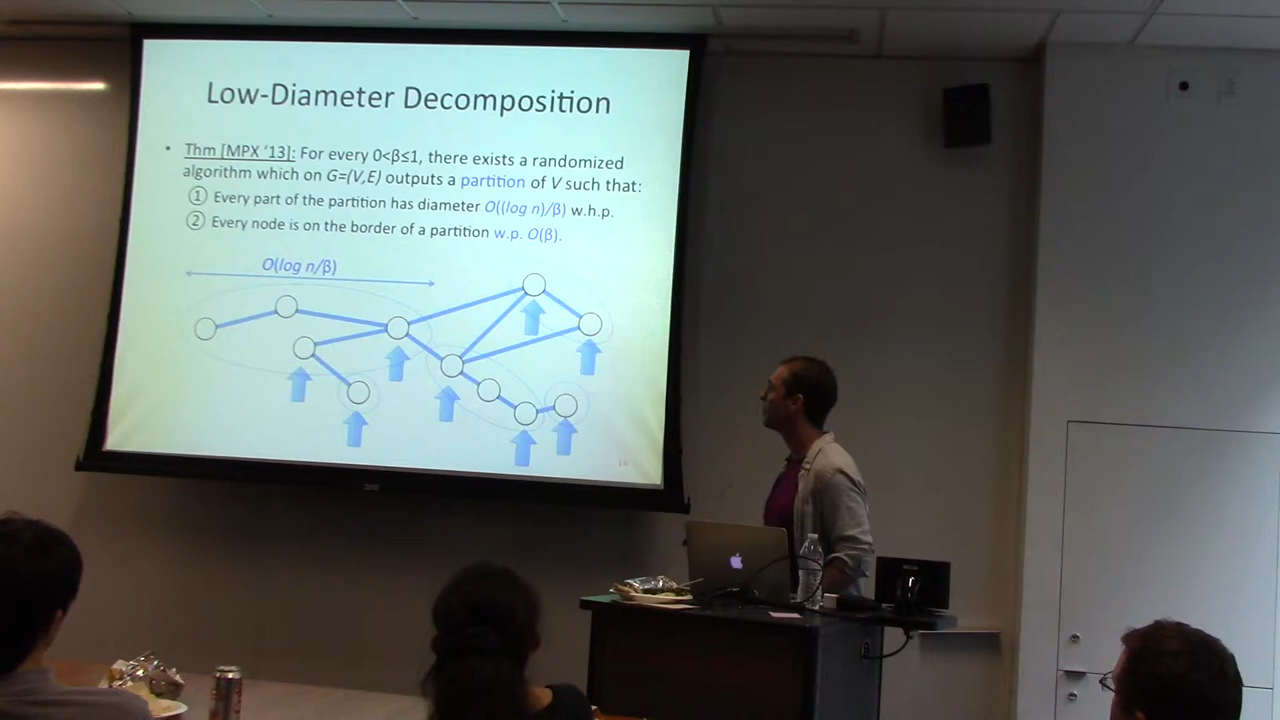 Low-Diameter Decomposition
• Thm [MPX '13]: For every 0<β≤1, there exists a randomized
algorithm which on G=(V,E) outputs a partition of V such that:
① Every part of the partition has diameter O((log n)/β) w.h.p.
② Every node is on the border of a partition w.p. O(β).
O(log n/β)